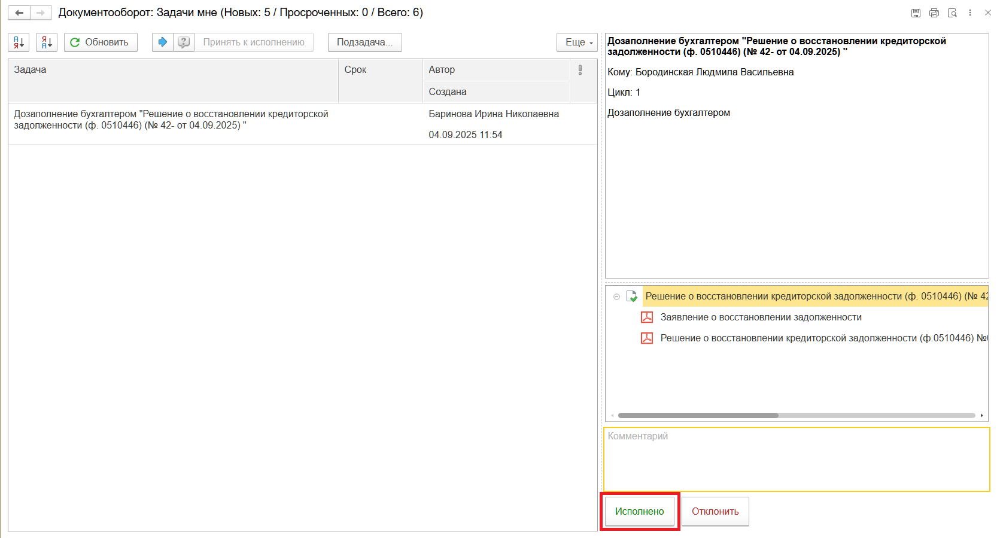 Документооборот: Задачи мне (Новых: 5 / Просроченных: 0 / Всего: 6)
А Я
Я А
Обновить
?
Принять к исполнению
Подзадача...
Еще
Задача
Срок
Автор
Создана
Дозаполнение бухгалтером "Решение о восстановлении кредиторской
задолженности (ф. 0510446) (№ 42- от 04.09.2025) "
Баринова Ирина Николаевна
04.09.2025 11:54
Дозаполнение бухгалтером "Решение о восстановлении кредиторской
задолженности (ф. 0510446) (№ 42- от 04.09.2025) "
Кому: Бородинская Людмила Васильевна
Цикл: 1
Дозаполнение бухгалтером
Решение о восстановлении кредиторской задолженности (ф. 0510446) (№ 42
Заявление о восстановлении задолженности
Решение о восстановлении кредиторской задолженности (ф.0510446) №
Комментарий
Исполнено
Отклонить